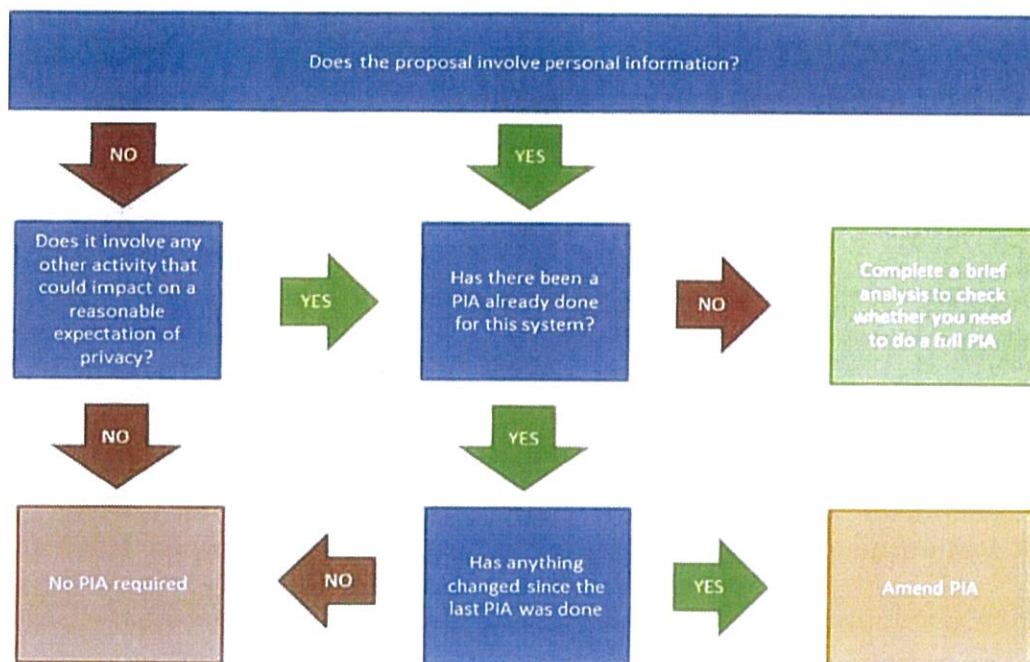 Does the proposal involve personal information?
NO
YES
Does it involve any
other activity that
could impact on a
reasonable
expectation of
privacy?
YES
Has there been a
PIA already done
for this system?
NO
Complete a brief
analysis to check
whether you need
to do a full PIA
NO
YES
No PIA required
NO
Has anything
changed since the
last PIA was done
YES
Amend PIA